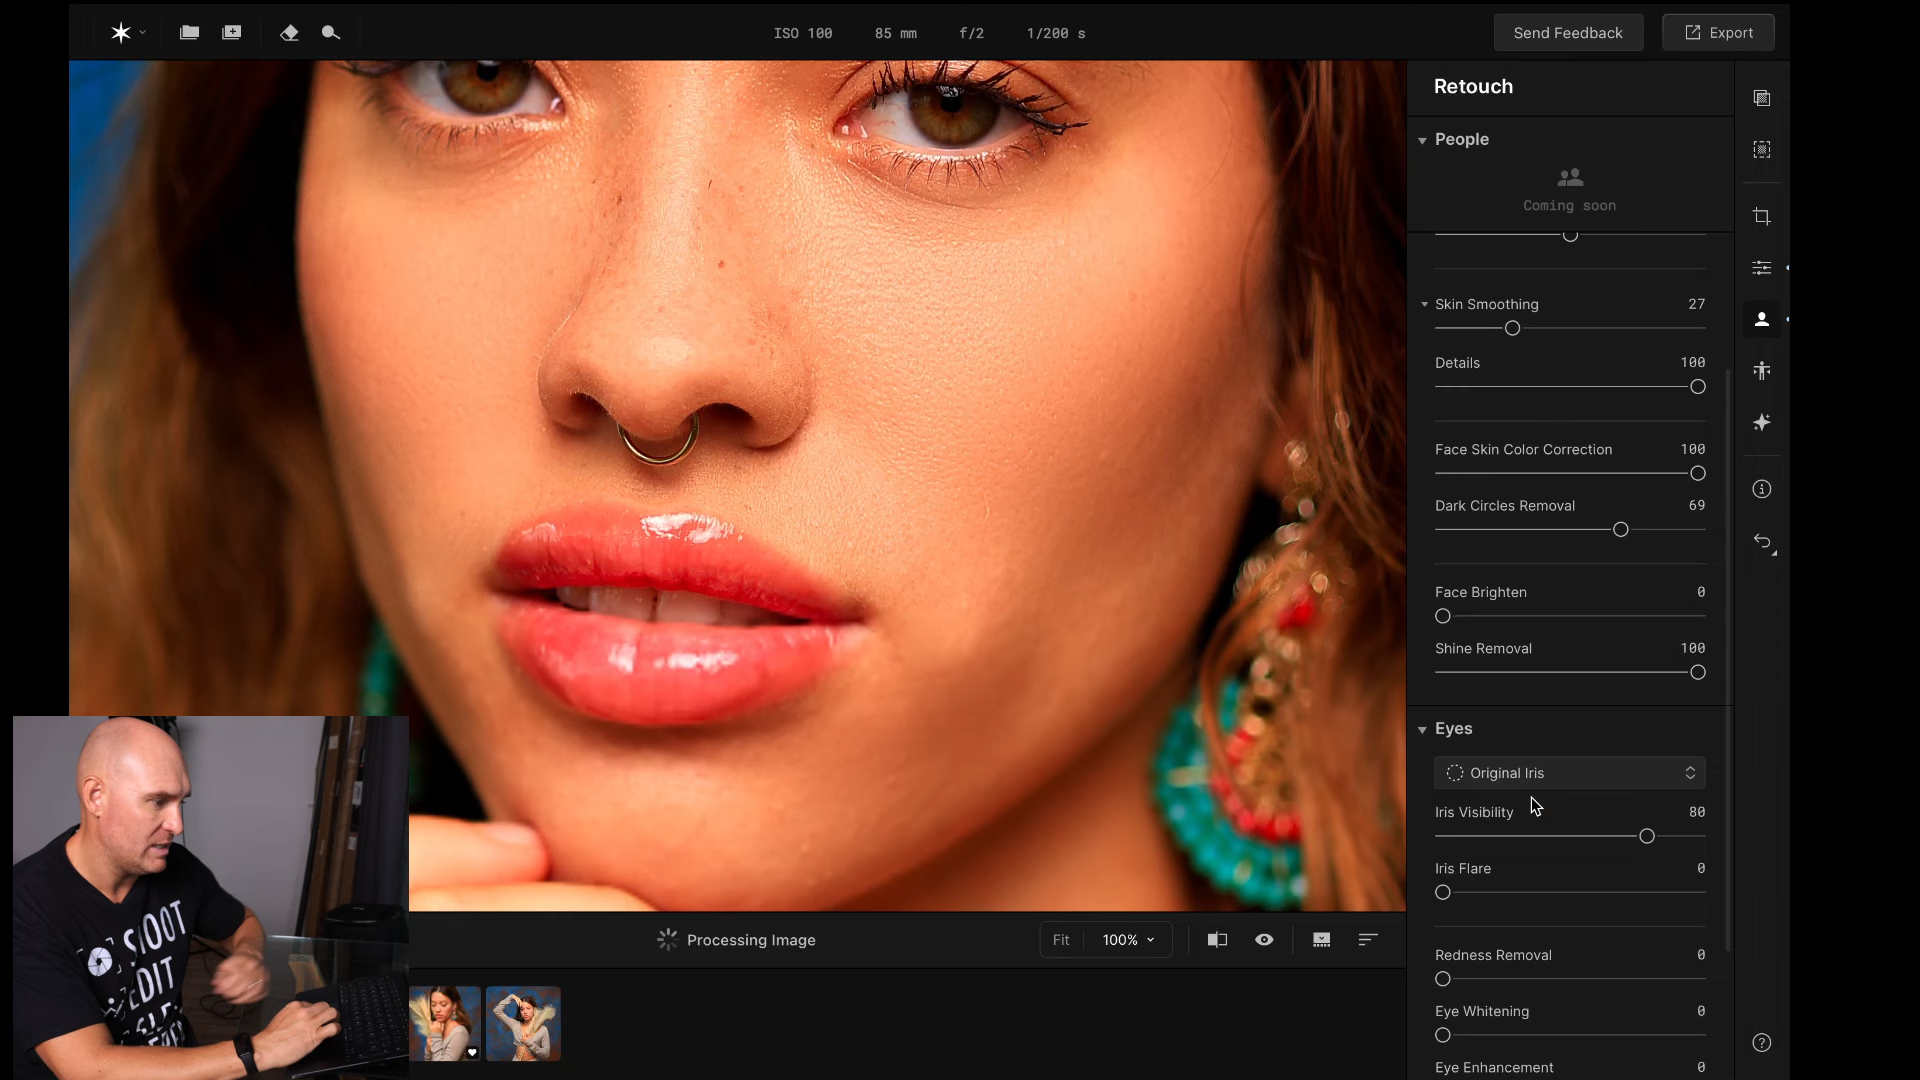 ISO 100 85 mm f/2 1/200 s
Send Feedback
Export
Retouch
People
Coming soon
Skin Smoothing 27
Details 100
Face Skin Color Correction 100
Dark Circles Removal 69
Face Brighten 0
Shine Removal 100
Eyes
Original Iris
Iris Visibility 80
Iris Flare 0
Redness Removal 0
Eye Whitening 0
Eye Enhancement 0
Processing Image
Fit 100%
SHOOT
EDIT